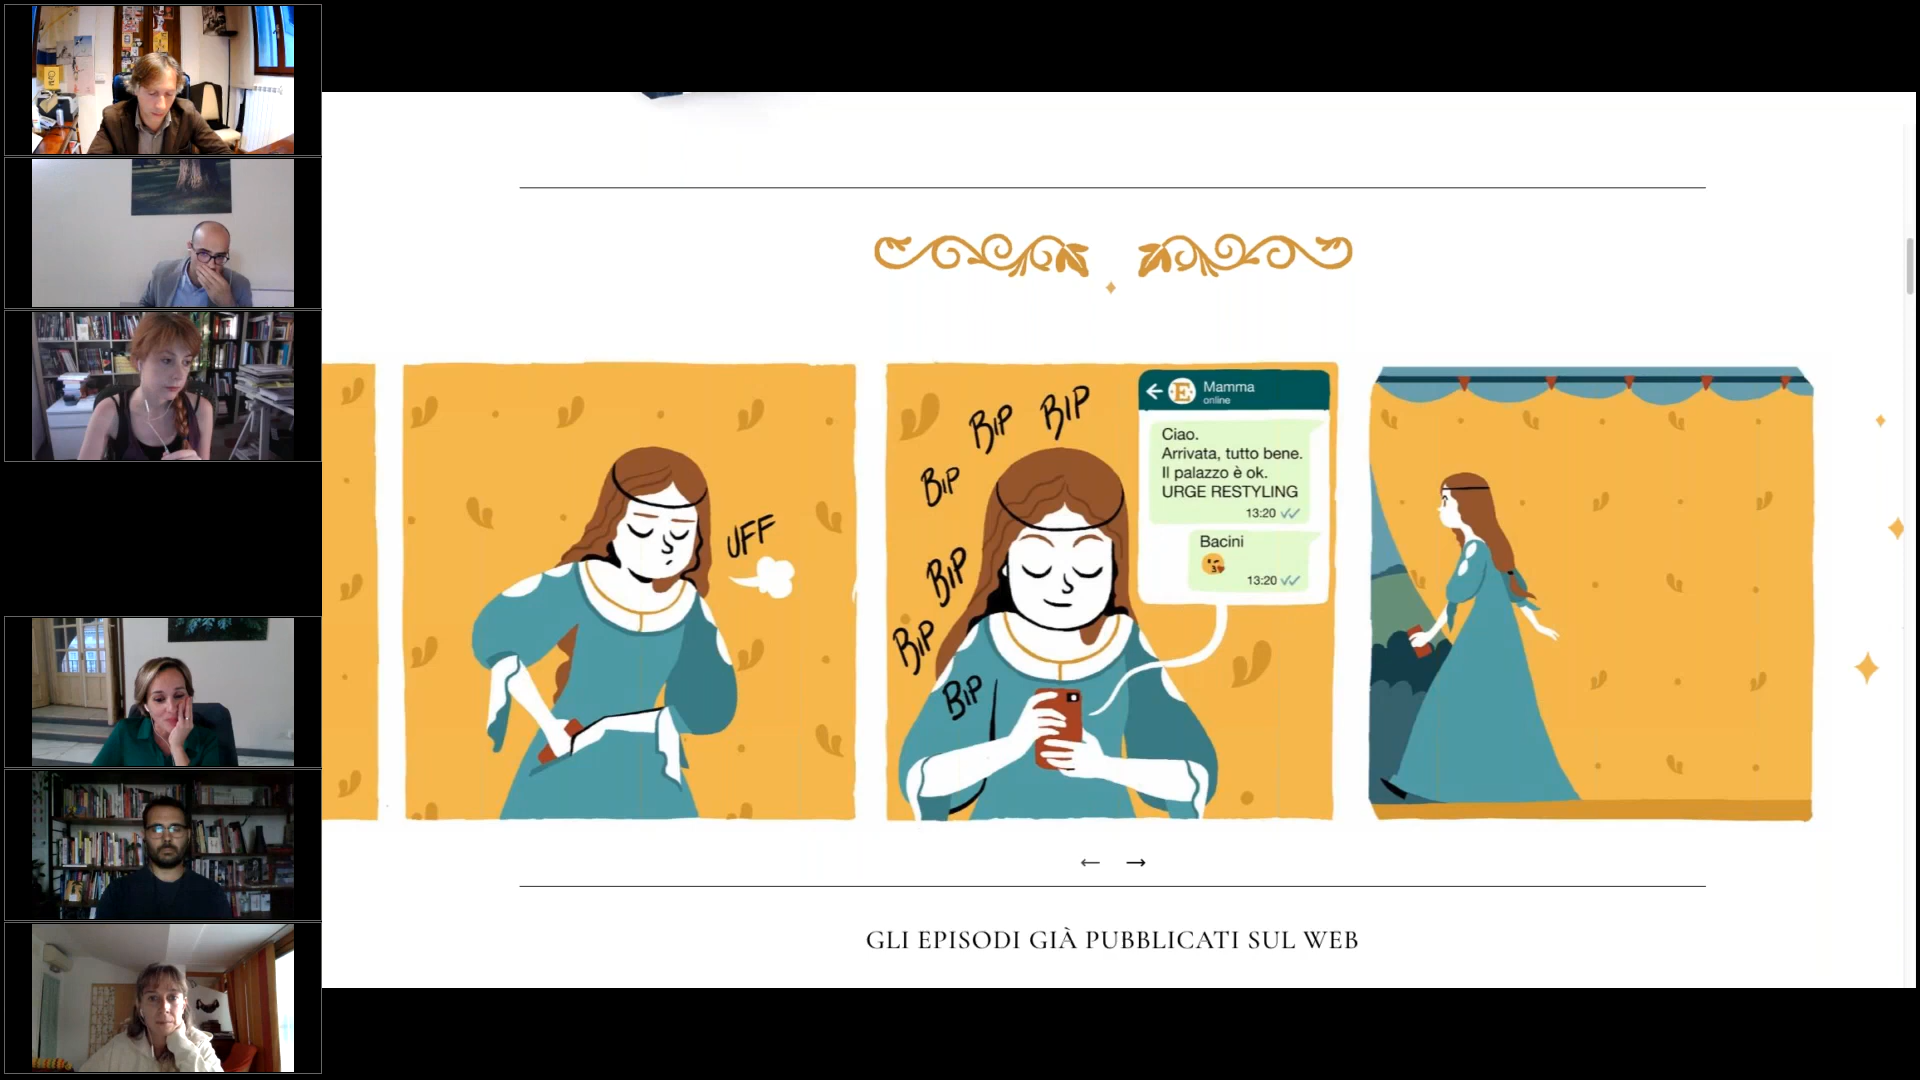 UFF
BIP BIP
BIP
BIP
BIP
BIP
E Mamma
online
Ciao.
Arrivata, tutto bene.
Il palazzo è ok.
URGE RESTYLING
13:20
Bacini
13:20
GLI EPISODI GIÀ PUBBLICATI SUL WEB